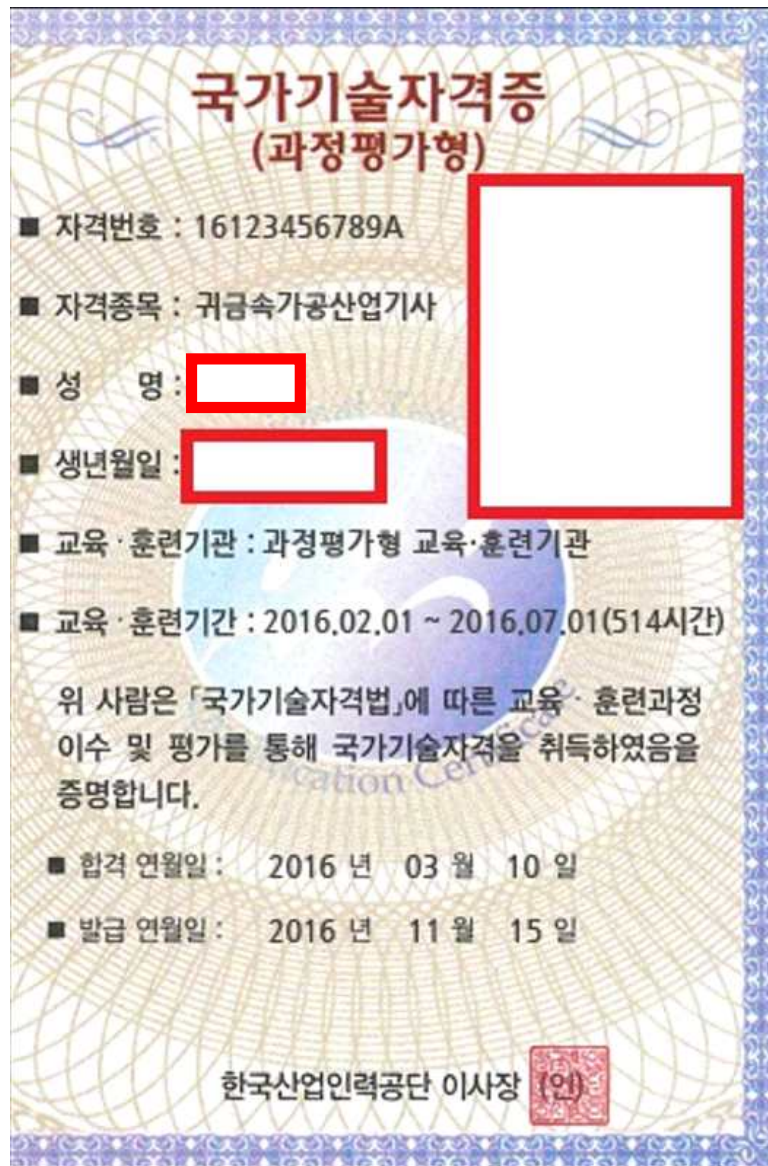 국가기술자격증
(과정평가형)
■ 자격번호 : 16123456789A
■ 자격종목 : 귀금속가공산업기사
■ 성 명 :
■ 생년월일 :
■ 교육 · 훈련기관 : 과정평가형 교육·훈련기관
■ 교육 · 훈련기간 : 2016.02.01 ~ 2016.07.01(514시간)
위 사람은 「국가기술자격법」에 따른 교육 · 훈련과정
이수 및 평가를 통해 국가기술자격을 취득하였음을
증명합니다.
■ 합격 연월일 : 2016 년 03 월 10 일
■ 발급 연월일 : 2016 년 11 월 15 일
한국산업인력공단 이사장 (인)